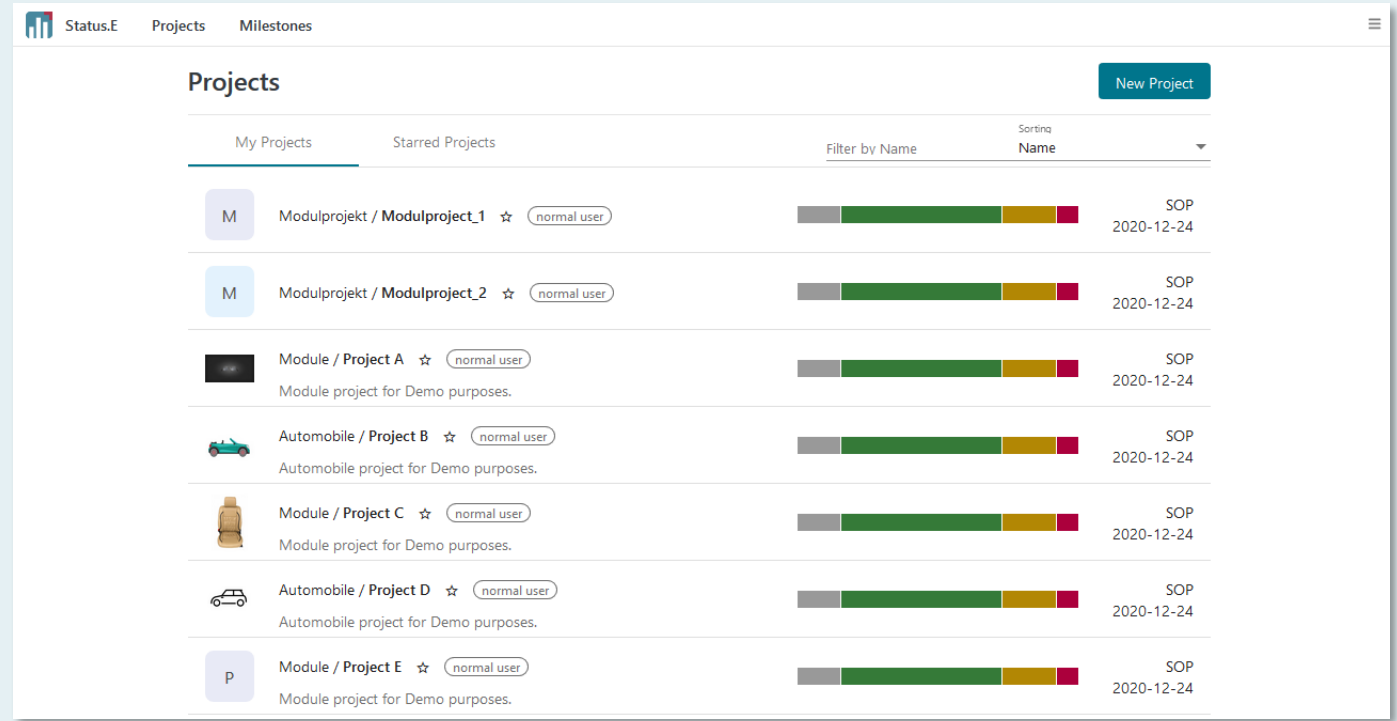 Status.E Projects Milestones
Projects
New Project
My Projects Starred Projects
Filter by Name
Sorting
Name
M
Modulprojekt / Modulproject_1 ☆ normal user
SOP
2020-12-24
M
Modulprojekt / Modulproject_2 ☆ normal user
SOP
2020-12-24
Module / Project A ☆ normal user
Module project for Demo purposes.
SOP
2020-12-24
Automobile / Project B ☆ normal user
Automobile project for Demo purposes.
SOP
2020-12-24
Module / Project C ☆ normal user
Module project for Demo purposes.
SOP
2020-12-24
Automobile / Project D ☆ normal user
Automobile project for Demo purposes.
SOP
2020-12-24
P
Module / Project E ☆ normal user
Module project for Demo purposes.
SOP
2020-12-24